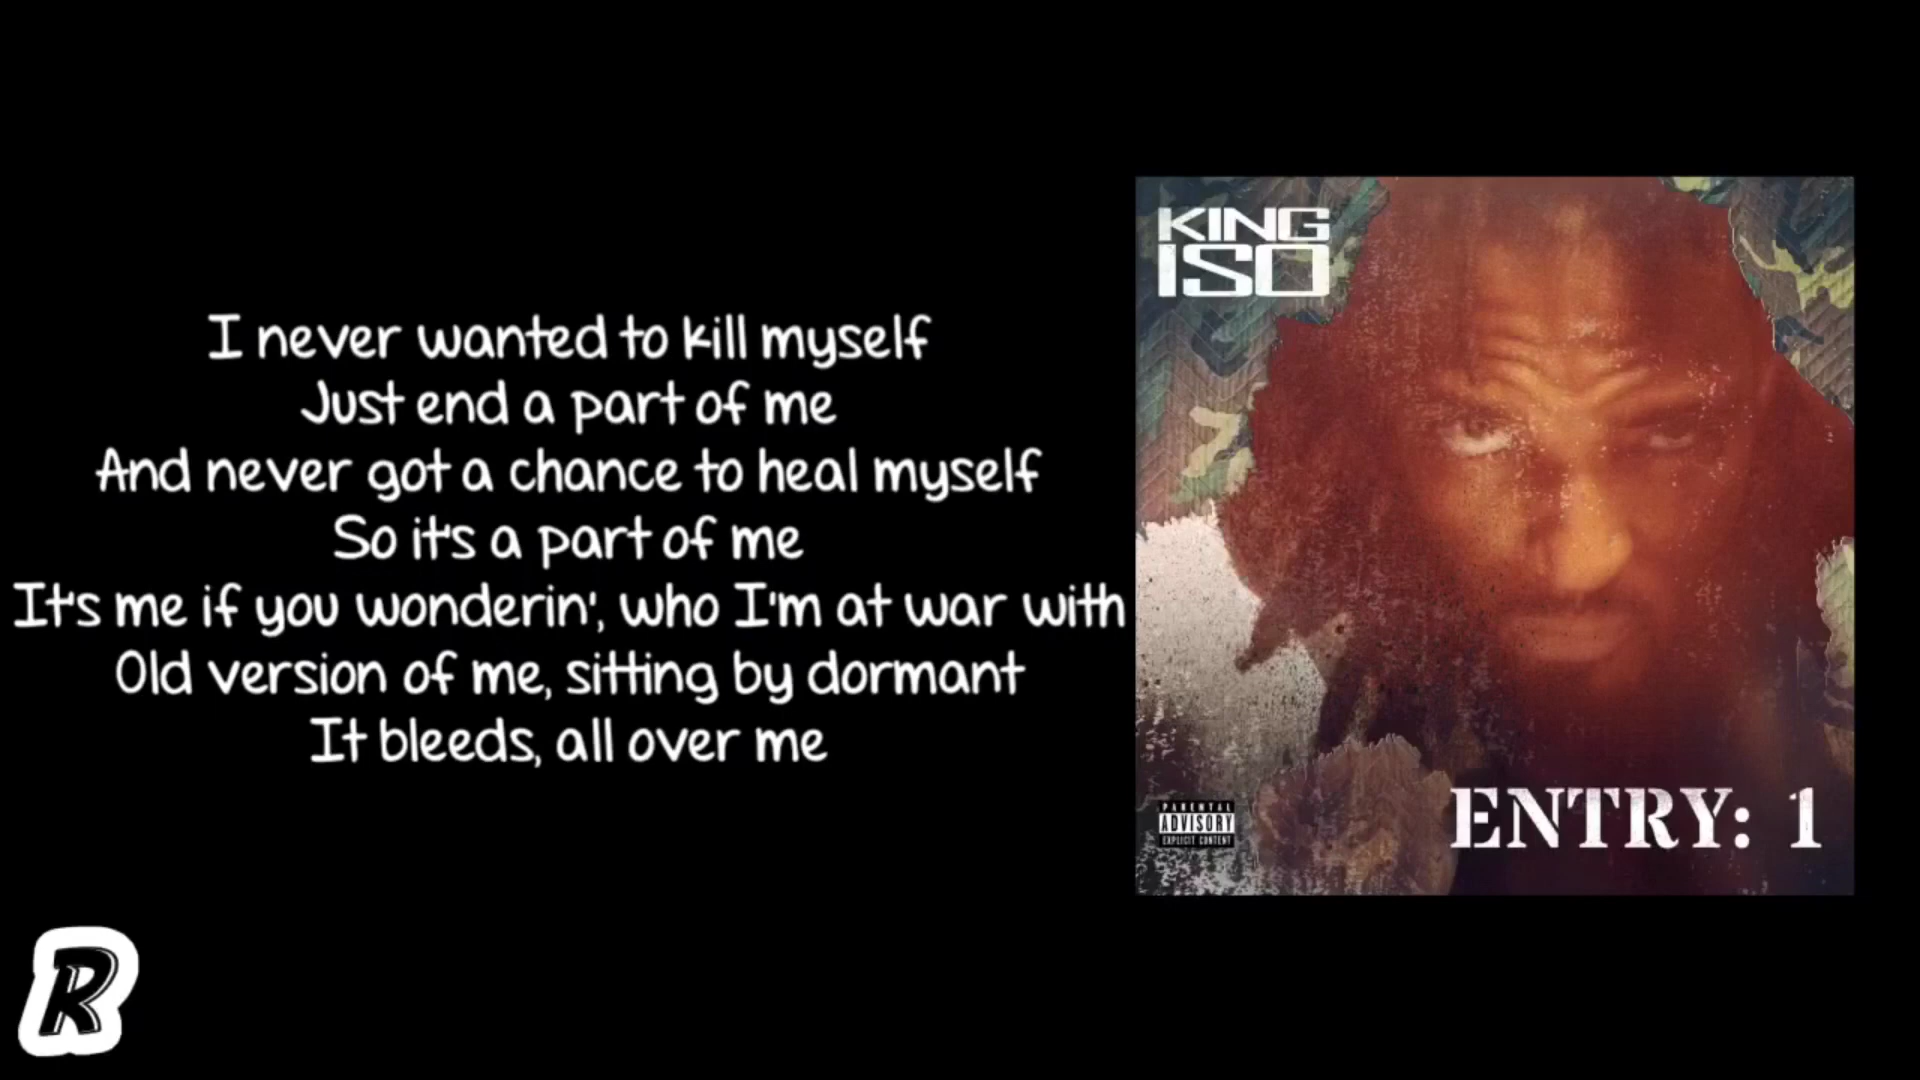 I never wanted to kill myself
Just end a part of me
And never got a chance to heal myself
So it's a part of me
It's me if you wonderin', who I'm at war with
Old version of me, sitting by dormant
It bleeds, all over me
KING
ISO
PARENTAL
ADVISORY
EXPLICIT CONTENT
ENTRY: 1
R